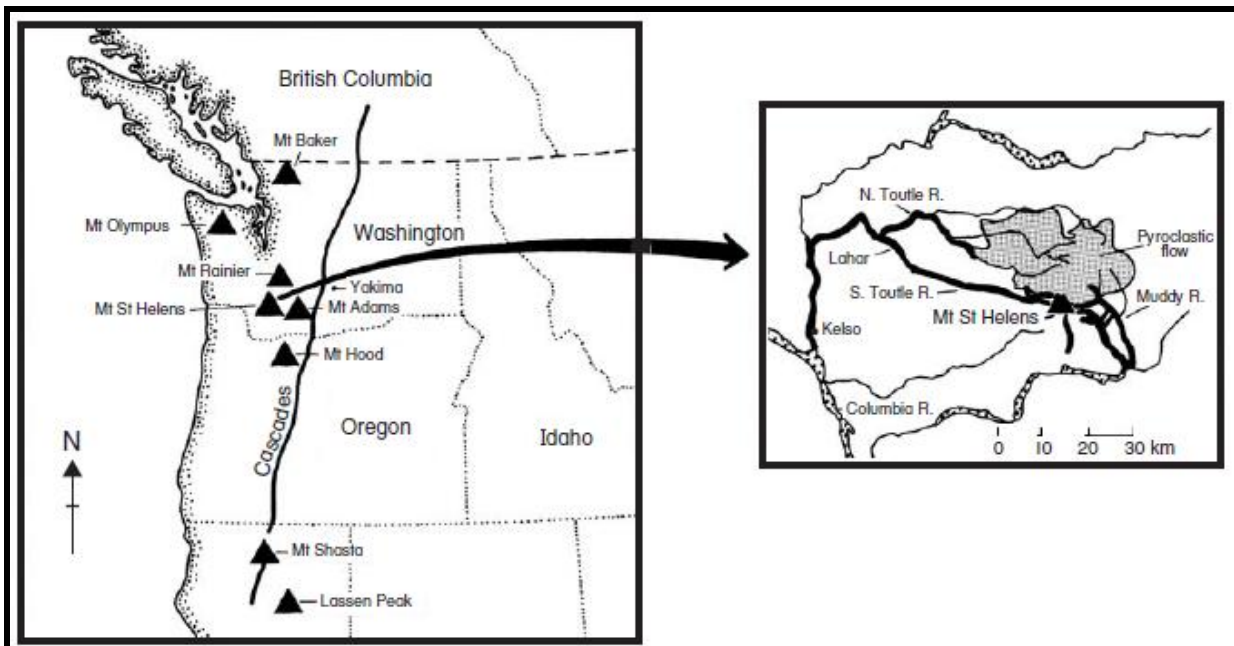 British Columbia
Mt Baker
Mt Olympus
Washington
Mt Rainier
Yakima
Mt St Helens
Mt Adams
Mt Hood
Cascades
Oregon
Idaho
N
Mt Shasta
Lassen Peak
N. Toutle R.
Pyroclastic
flow
Lahar
S. Toutle R.
Muddy R.
Mt St Helens
Kelso
Columbia R.
0 10 20 30 km